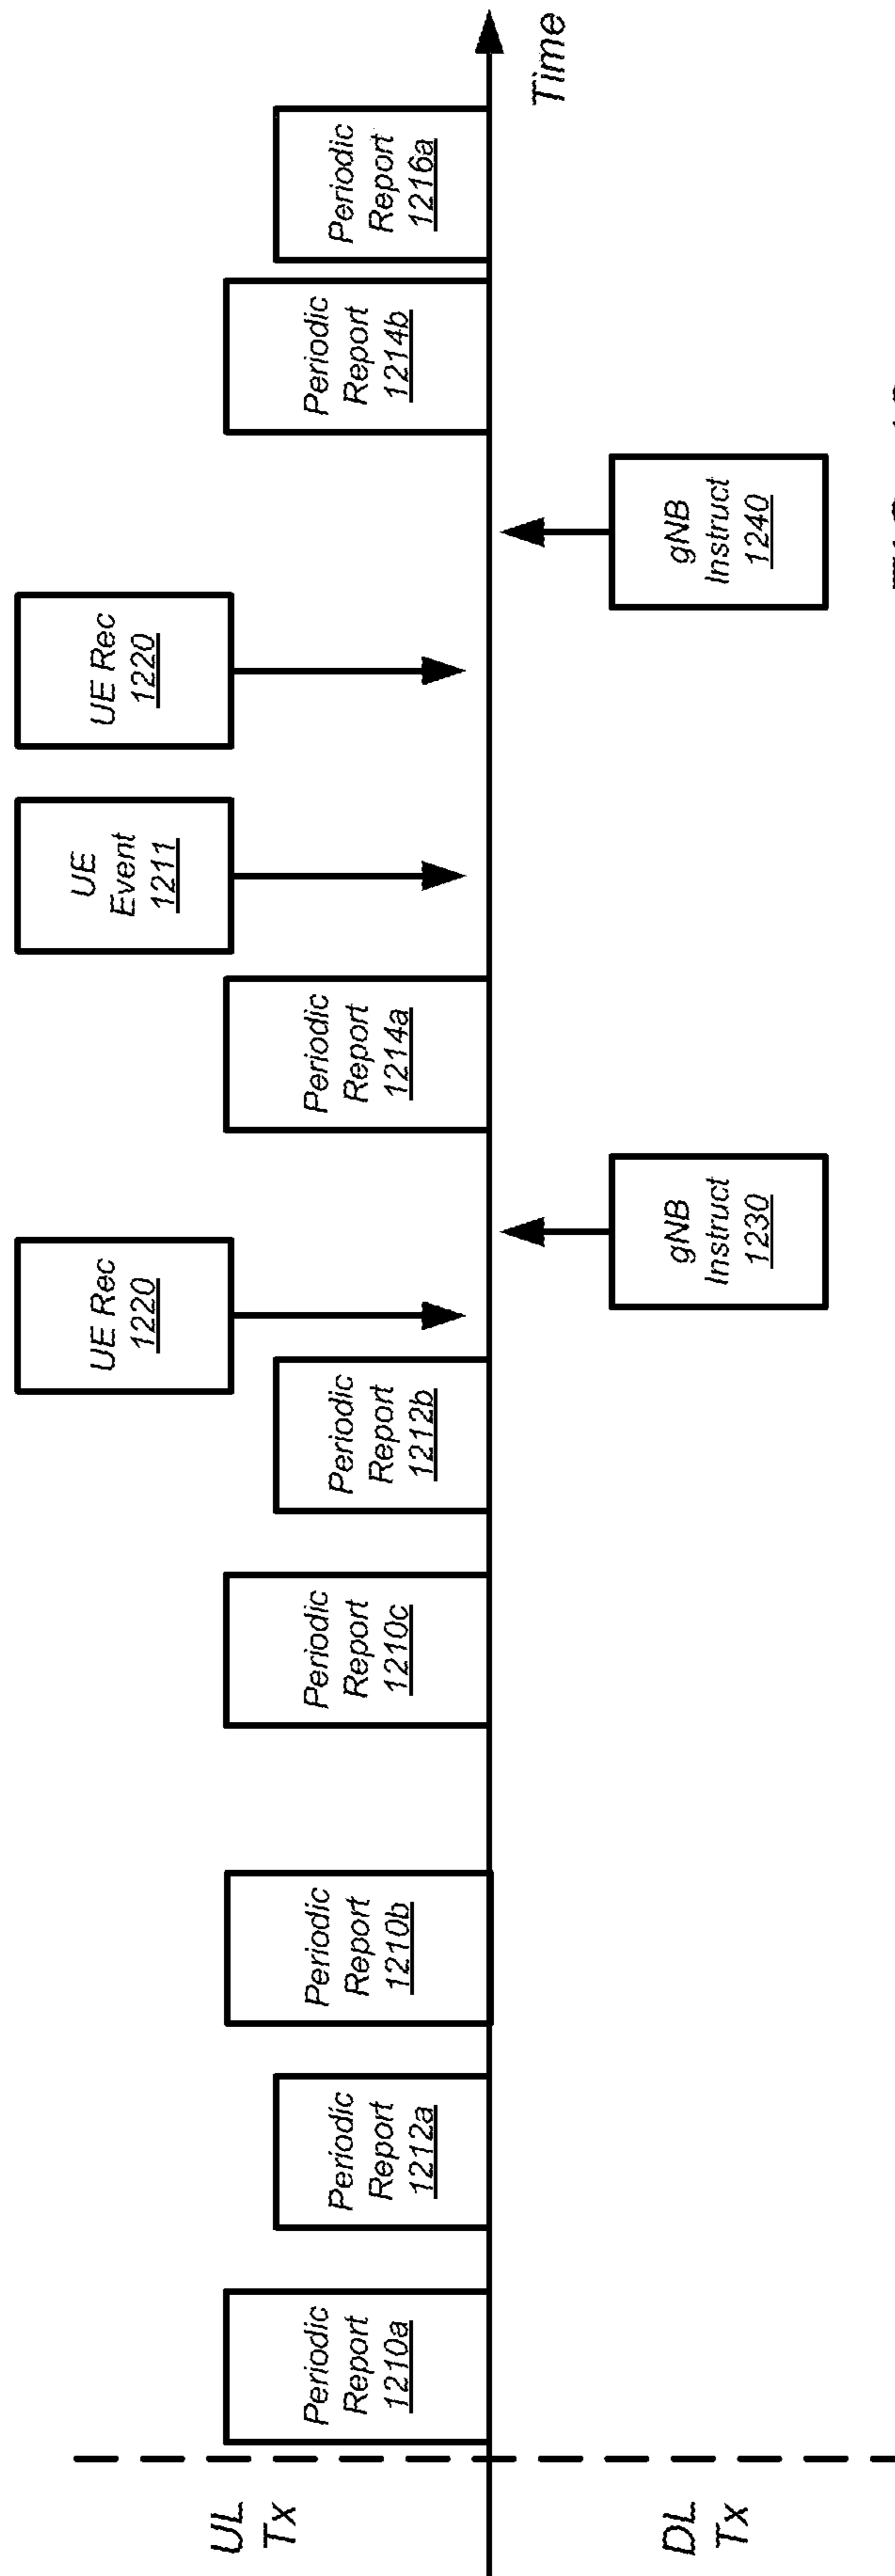 UL
Tx
Periodic
Report
1210a
Periodic
Report
1212a
Periodic
Report
1210b
Periodic
Report
1210c
Periodic
Report
1212b
UE Rec
1220
Periodic
Report
1214a
UE
Event
1211
UE Rec
1220
Periodic
Report
1214b
Periodic
Report
1216a
Time
DL
Tx
gNB
Instruct
1230
gNB
Instruct
1240